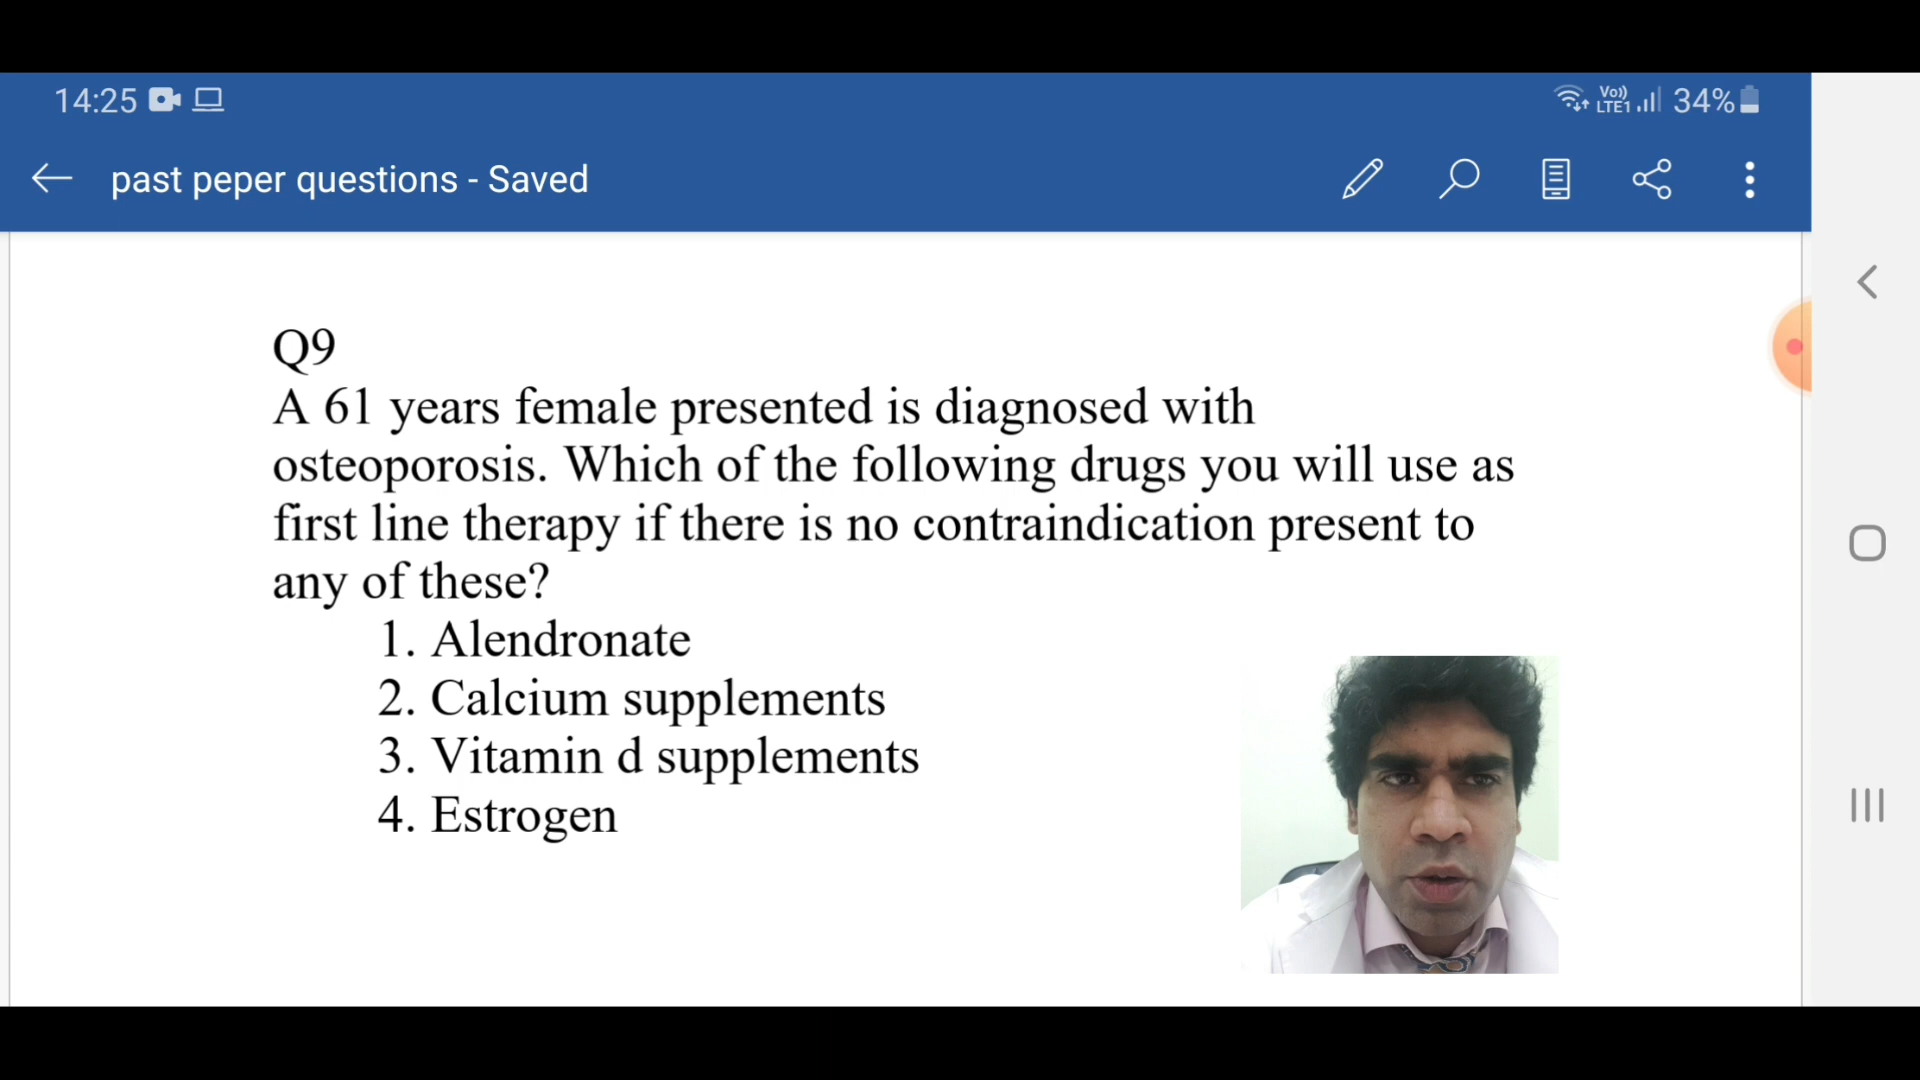 14:25
Vo)) LTE1 34%
past peper questions - Saved
Q9
A 61 years female presented is diagnosed with
osteoporosis. Which of the following drugs you will use as
first line therapy if there is no contraindication present to
any of these?
1. Alendronate
2. Calcium supplements
3. Vitamin d supplements
4. Estrogen